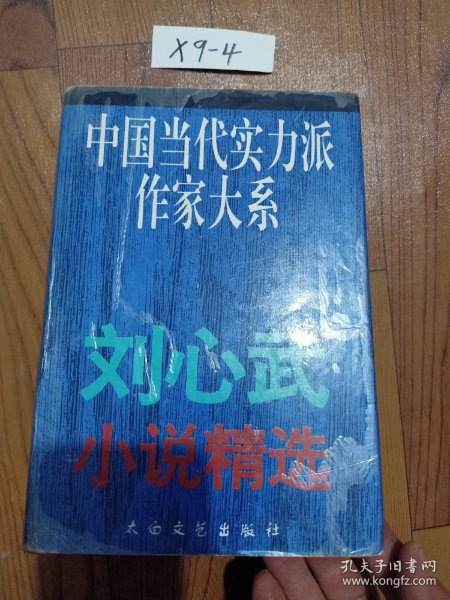 X9-4
中国当代实力派
作家大系
刘心武
小说精选
太白文艺出版社
孔夫子旧书网
www.kongfz.com